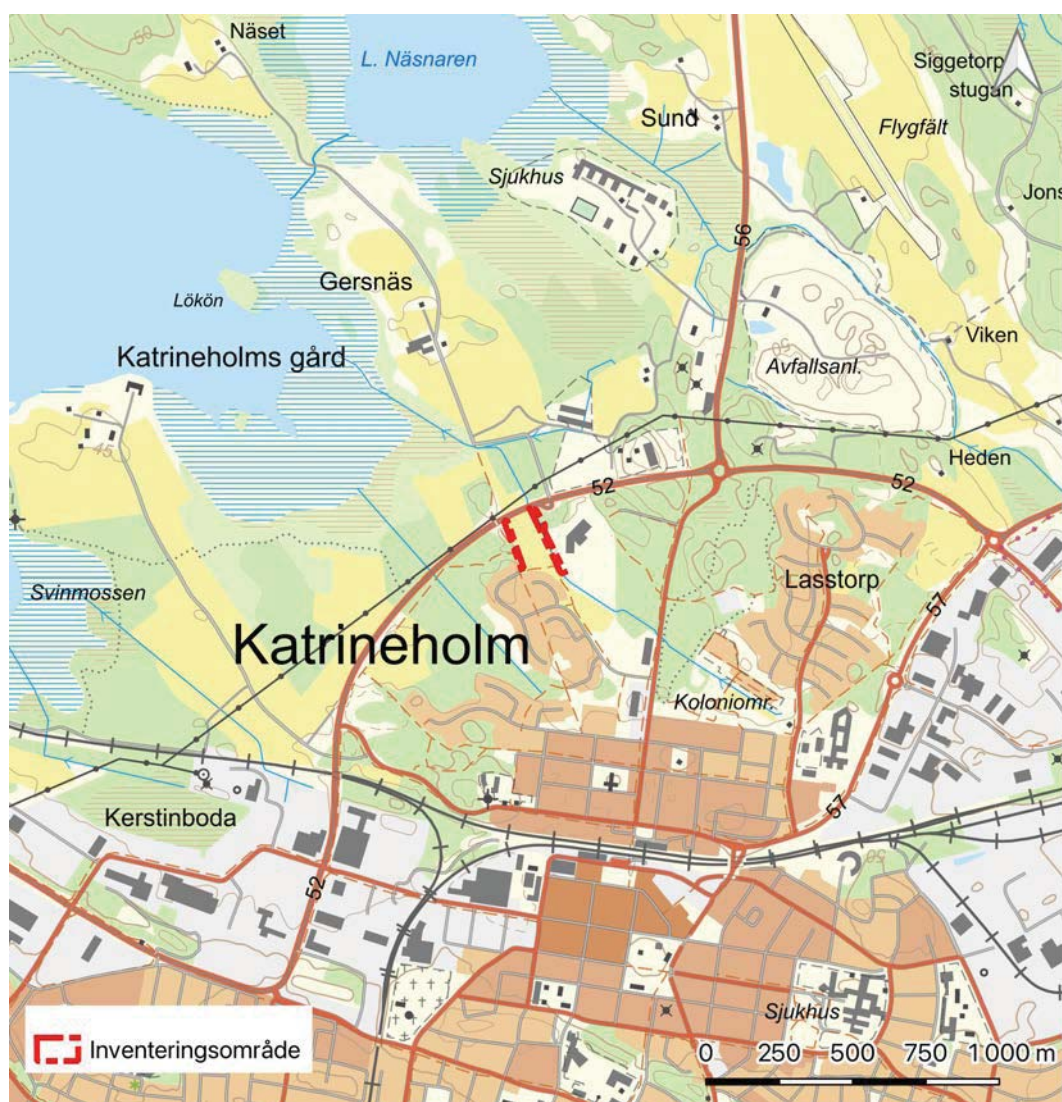 Näset
L. Näsnaren
Siggetorp
stugan
Sund
Flygfält
Sjukhus
Jons
56
Gersnäs
Lökön
Viken
Katrineholms gård
Avfallsanl.
45
Heden
52
52
Svinmossen
Lasstorp
57
Katrineholm
Koloniomr.
57
Kerstinboda
52
50
Sjukhus
Inventeringsområde
0 250 500 750 1 000 m